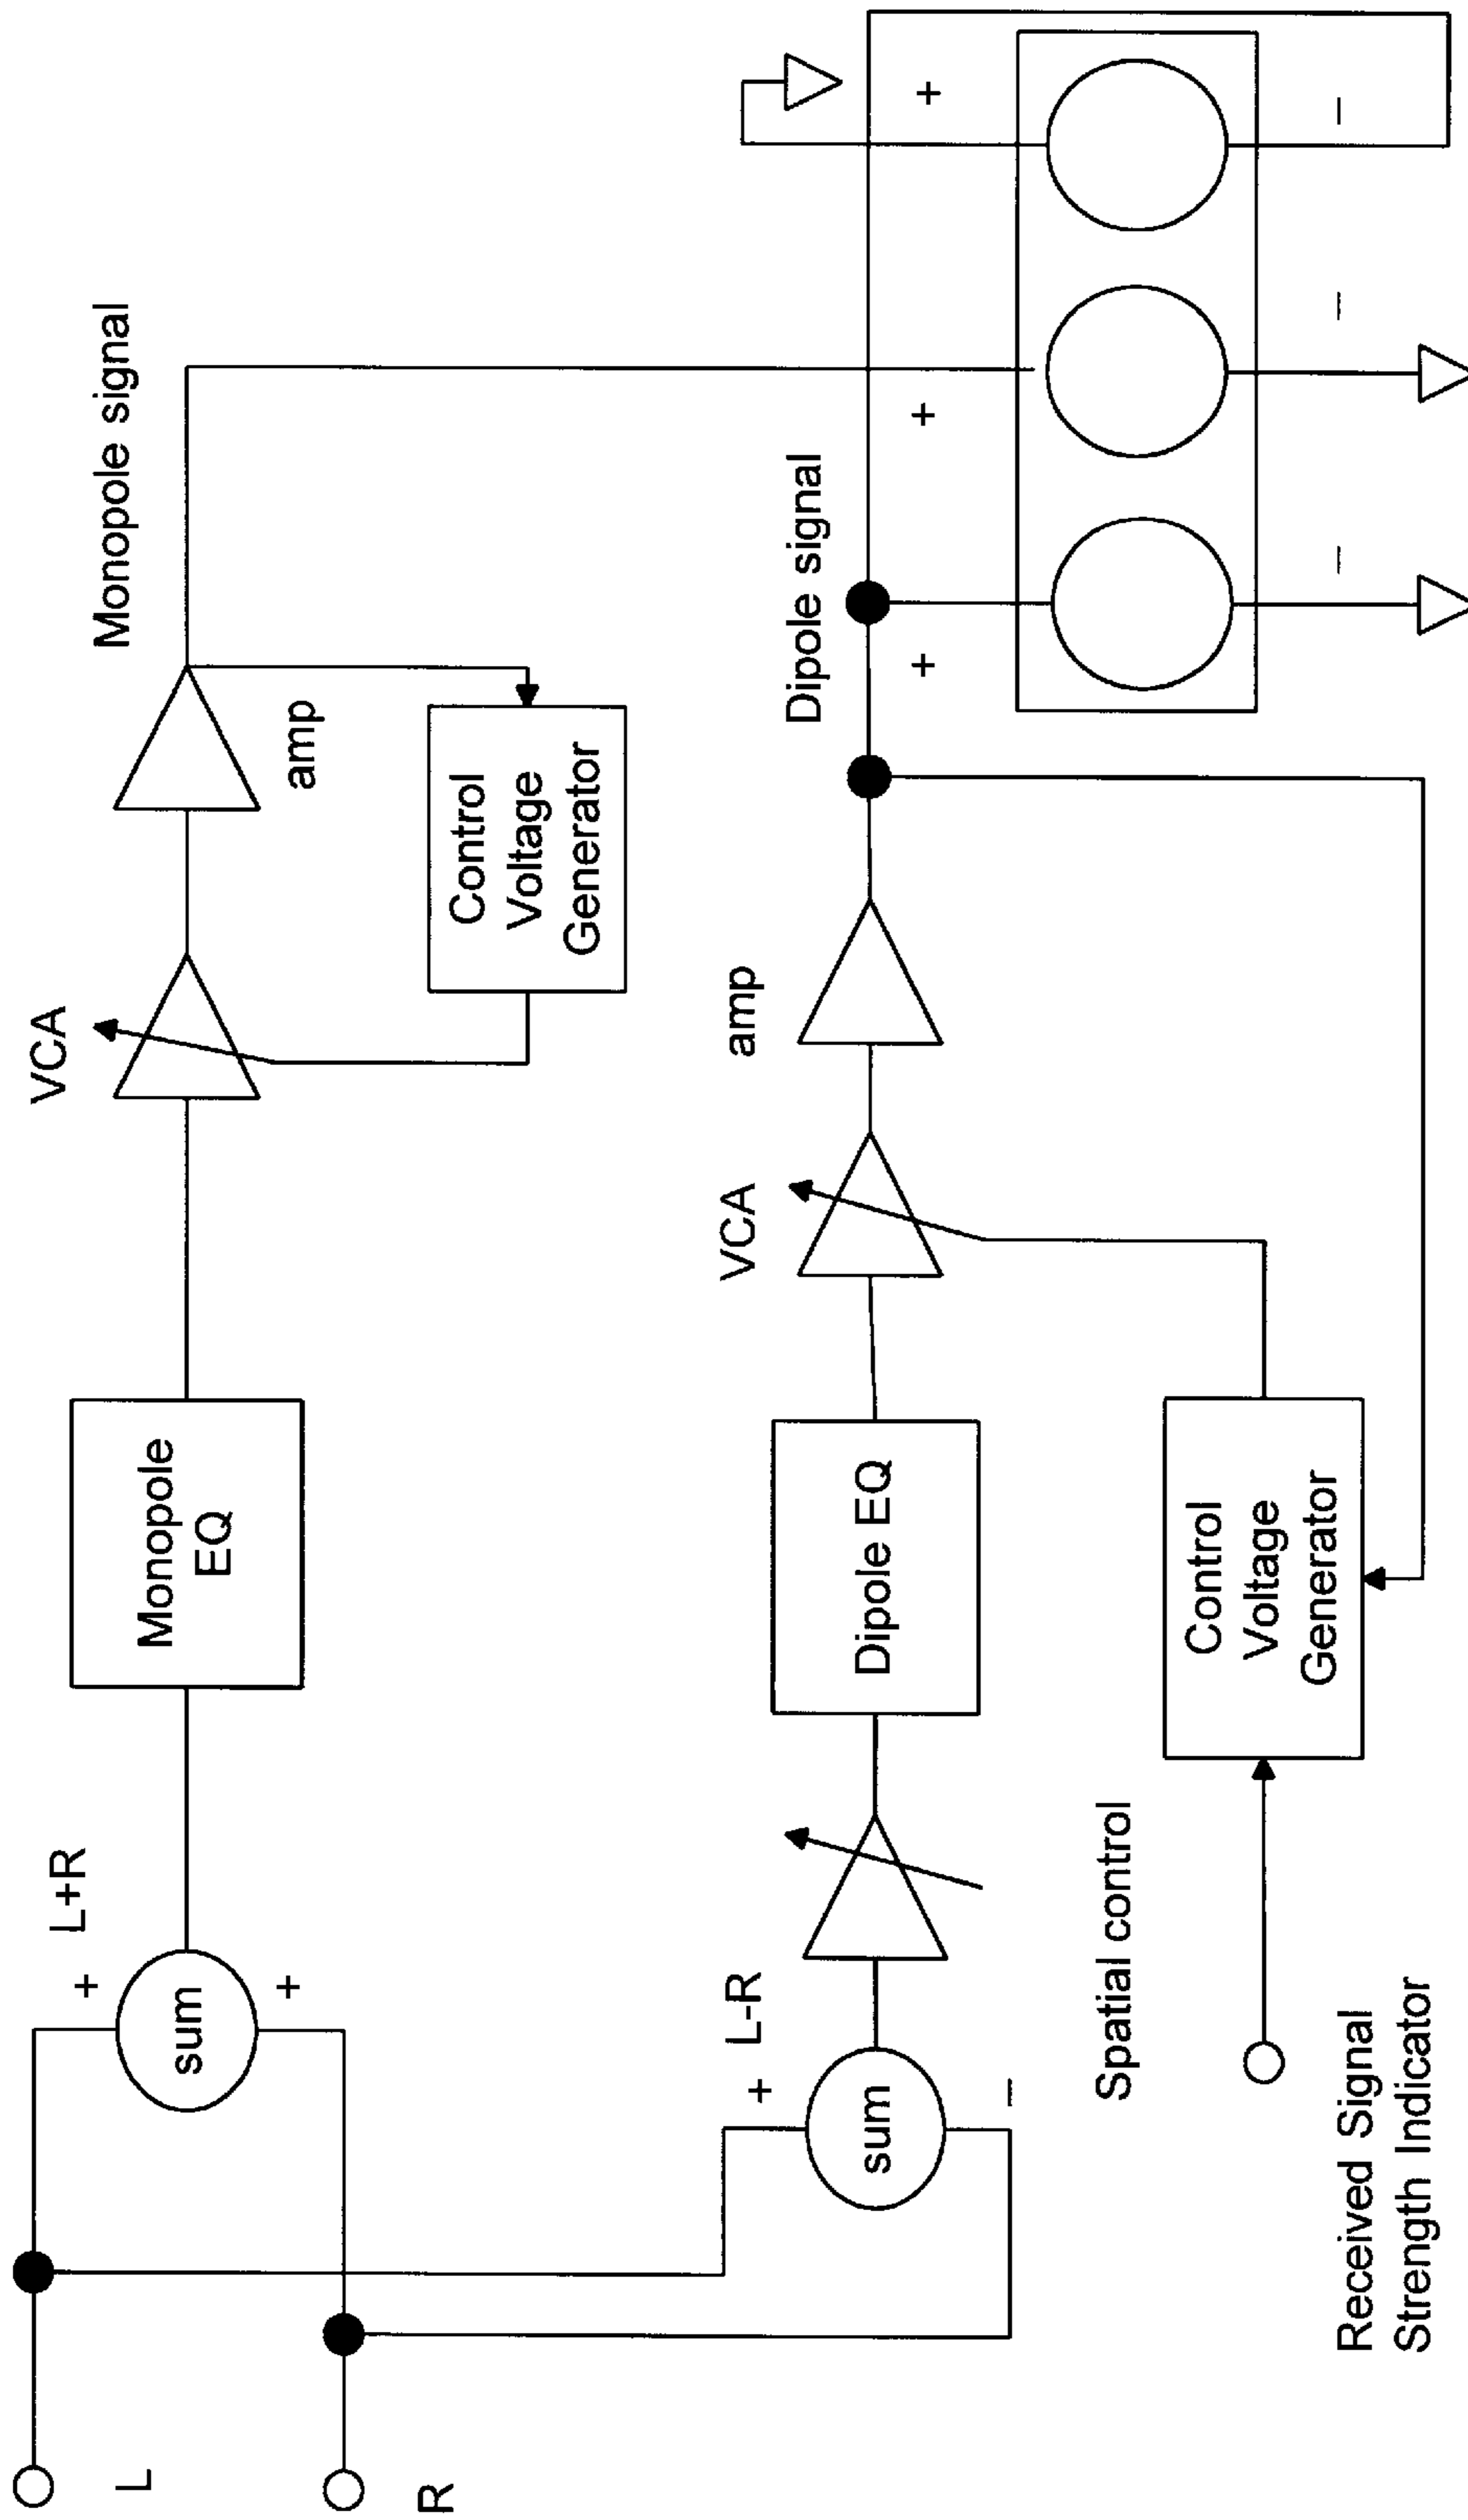 L
R
+
sum
+
L+R
Monopole
EQ
VCA
amp
Control
Voltage
Generator
Monopole signal
+
sum
−
L-R
Spatial control
Dipole EQ
VCA
amp
Dipole signal
Received Signal
Strength Indicator
Control
Voltage
Generator
+
+
+
−
−
−